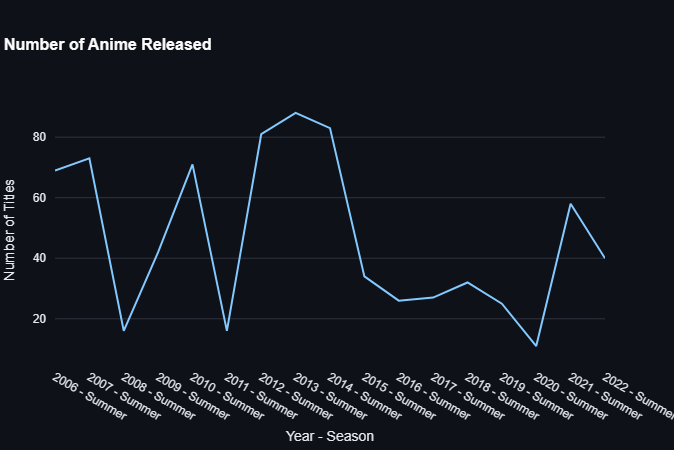 Number of Anime Released
Number of Titles
80
60
40
20
2006 - Summer
2007 - Summer
2008 - Summer
2009 - Summer
2010 - Summer
2011 - Summer
2012 - Summer
2013 - Summer
2014 - Summer
2015 - Summer
2016 - Summer
2017 - Summer
2018 - Summer
2019 - Summer
2020 - Summer
2021 - Summer
2022 - Summer
Year - Season